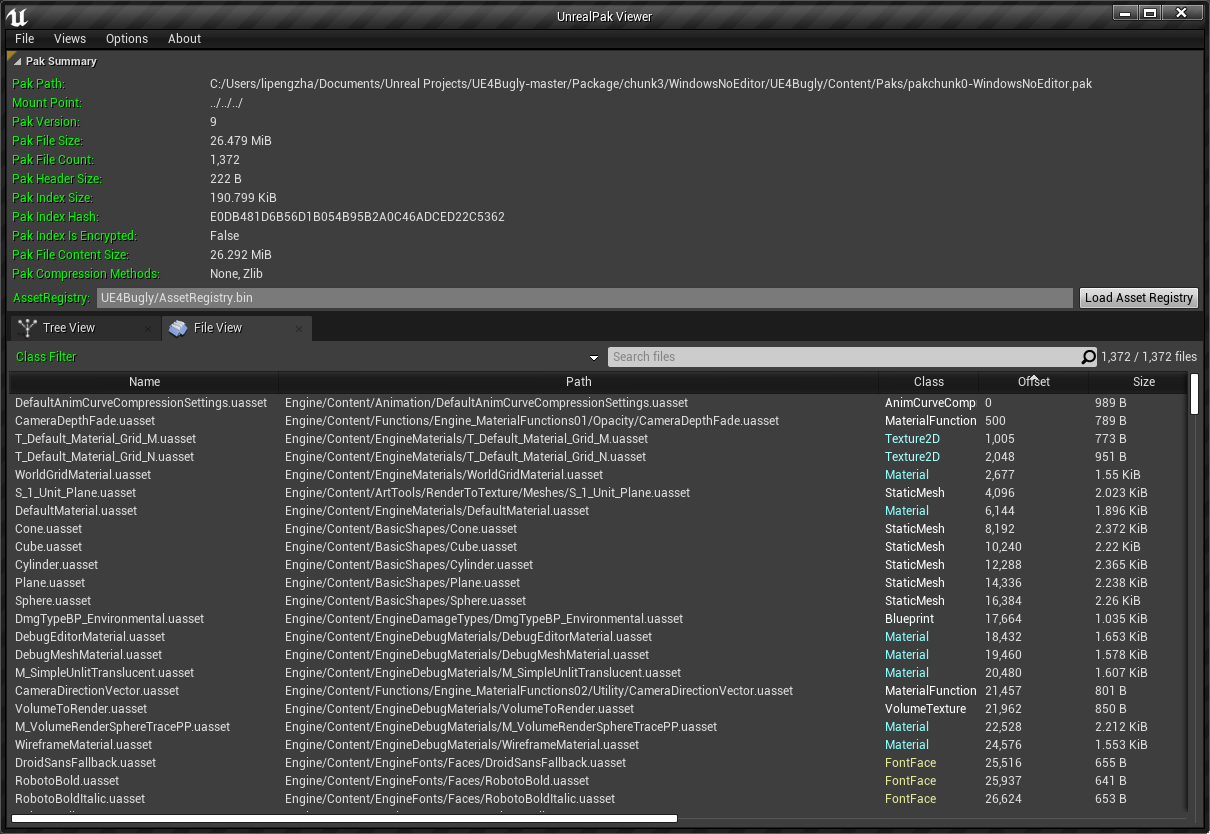 UnrealPak Viewer
File Views Options About
Pak Summary
Pak Path: C:/Users/lipengzha/Documents/Unreal Projects/UE4Bugly-master/Package/chunk3/WindowsNoEditor/UE4Bugly/Content/Paks/pakchunk0-WindowsNoEditor.pak
Mount Point: ../../../
Pak Version: 9
Pak File Size: 26.479 MiB
Pak File Count: 1,372
Pak Header Size: 222 B
Pak Index Size: 190.799 KiB
Pak Index Hash: E0DB481D6B56D1B054B95B2A0C46ADCED22C5362
Pak Index Is Encrypted: False
Pak File Content Size: 26.292 MiB
Pak Compression Methods: None, Zlib
AssetRegistry: UE4Bugly/AssetRegistry.bin Load Asset Registry
Tree View File View
Class Filter Search files 1,372 / 1,372 files
Name Path Class Offset Size
DefaultAnimCurveCompressionSettings.uasset Engine/Content/Animation/DefaultAnimCurveCompressionSettings.uasset AnimCurveComp 0 989 B
CameraDepthFade.uasset Engine/Content/Functions/Engine_MaterialFunctions01/Opacity/CameraDepthFade.uasset MaterialFunction 500 789 B
T_Default_Material_Grid_M.uasset Engine/Content/EngineMaterials/T_Default_Material_Grid_M.uasset Texture2D 1,005 773 B
T_Default_Material_Grid_N.uasset Engine/Content/EngineMaterials/T_Default_Material_Grid_N.uasset Texture2D 2,048 951 B
WorldGridMaterial.uasset Engine/Content/EngineMaterials/WorldGridMaterial.uasset Material 2,677 1.55 KiB
S_1_Unit_Plane.uasset Engine/Content/ArtTools/RenderToTexture/Meshes/S_1_Unit_Plane.uasset StaticMesh 4,096 2.023 KiB
DefaultMaterial.uasset Engine/Content/EngineMaterials/DefaultMaterial.uasset Material 6,144 1.896 KiB
Cone.uasset Engine/Content/BasicShapes/Cone.uasset StaticMesh 8,192 2.372 KiB
Cube.uasset Engine/Content/BasicShapes/Cube.uasset StaticMesh 10,240 2.22 KiB
Cylinder.uasset Engine/Content/BasicShapes/Cylinder.uasset StaticMesh 12,288 2.365 KiB
Plane.uasset Engine/Content/BasicShapes/Plane.uasset StaticMesh 14,336 2.238 KiB
Sphere.uasset Engine/Content/BasicShapes/Sphere.uasset StaticMesh 16,384 2.26 KiB
DmgTypeBP_Environmental.uasset Engine/Content/EngineDamageTypes/DmgTypeBP_Environmental.uasset Blueprint 17,664 1.035 KiB
DebugEditorMaterial.uasset Engine/Content/EngineDebugMaterials/DebugEditorMaterial.uasset Material 18,432 1.653 KiB
DebugMeshMaterial.uasset Engine/Content/EngineDebugMaterials/DebugMeshMaterial.uasset Material 19,460 1.578 KiB
M_SimpleUnlitTranslucent.uasset Engine/Content/EngineDebugMaterials/M_SimpleUnlitTranslucent.uasset Material 20,480 1.607 KiB
CameraDirectionVector.uasset Engine/Content/Functions/Engine_MaterialFunctions02/Utility/CameraDirectionVector.uasset MaterialFunction 21,457 801 B
VolumeToRender.uasset Engine/Content/EngineDebugMaterials/VolumeToRender.uasset VolumeTexture 21,962 850 B
M_VolumeRenderSphereTracePP.uasset Engine/Content/EngineDebugMaterials/M_VolumeRenderSphereTracePP.uasset Material 22,528 2.212 KiB
WireframeMaterial.uasset Engine/Content/EngineDebugMaterials/WireframeMaterial.uasset Material 24,576 1.553 KiB
DroidSansFallback.uasset Engine/Content/EngineFonts/Faces/DroidSansFallback.uasset FontFace 25,516 655 B
RobotoBold.uasset Engine/Content/EngineFonts/Faces/RobotoBold.uasset FontFace 25,937 641 B
RobotoBoldItalic.uasset Engine/Content/EngineFonts/Faces/RobotoBoldItalic.uasset FontFace 26,624 653 B